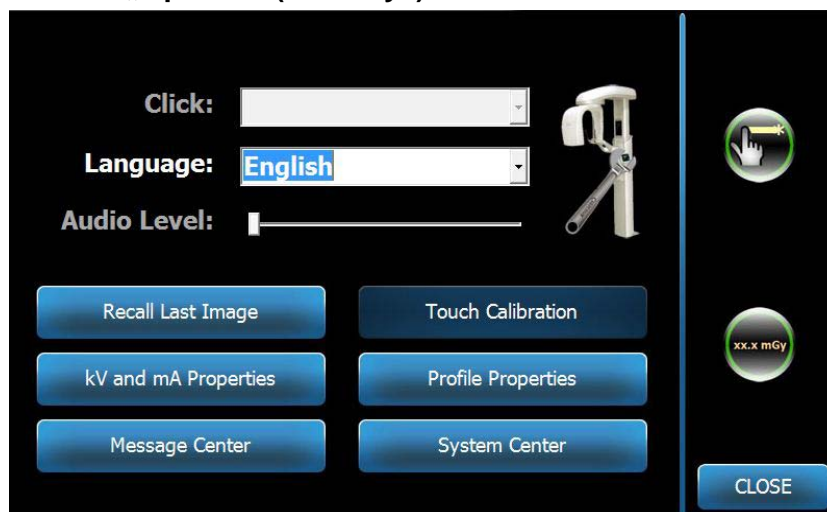 Click:
Language: English
Audio Level:
Recall Last Image
Touch Calibration
kV and mA Properties
Profile Properties
Message Center
System Center
xx.x mGy
CLOSE